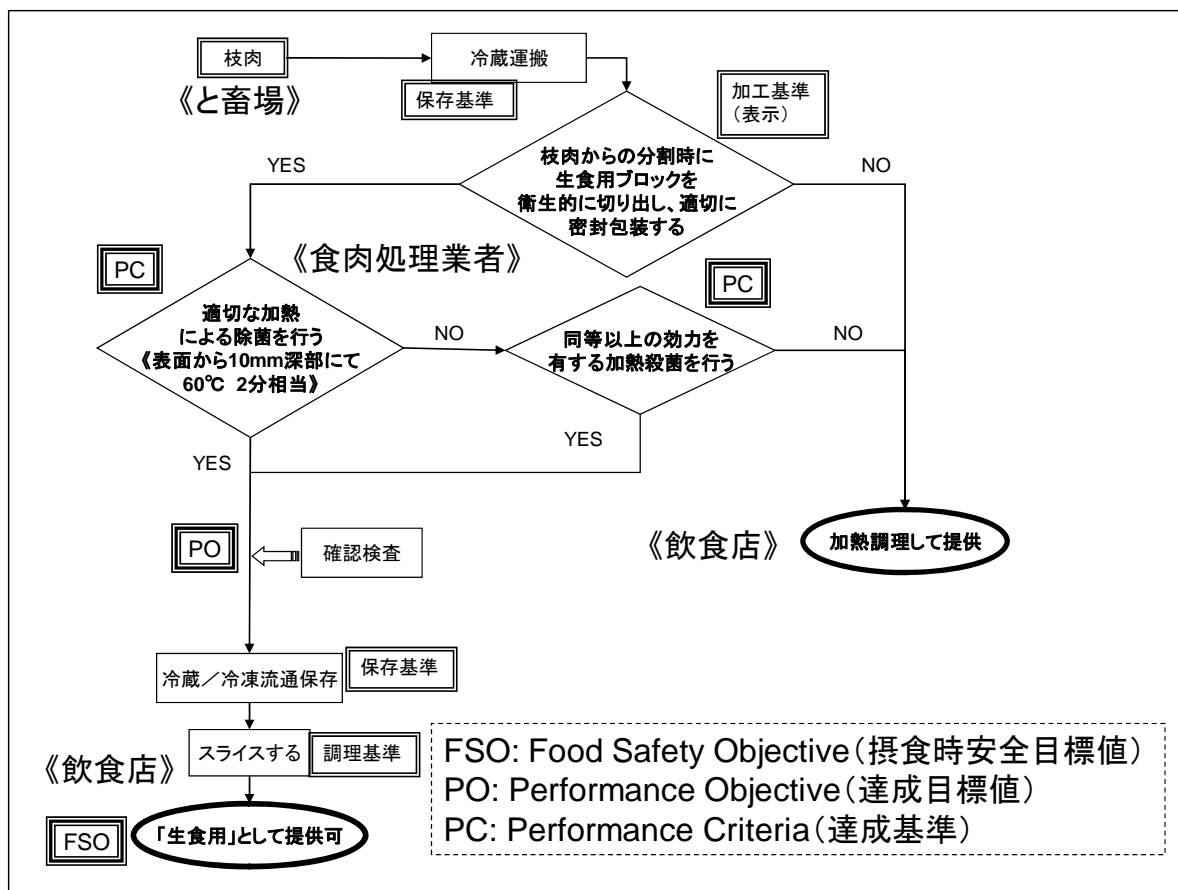 枝肉
冷蔵運搬
《と畜場》
保存基準
加工基準
(表示)
枝肉からの分割時に
生食用ブロックを
衛生的に切り出し、適切に
密封包装する
YES
NO
《食肉処理業者》
PC
PC
適切な加熱
による除菌を行う
《表面から10mm深部にて
60℃ 2分相当》
NO
同等以上の効力を
有する加熱殺菌を行う
NO
YES
YES
PO
確認検査
《飲食店》
加熱調理して提供
冷蔵／冷凍流通保存
保存基準
《飲食店》
スライスする
調理基準
FSO
「生食用」として提供可
FSO: Food Safety Objective(摂食時安全目標値)
PO: Performance Objective(達成目標値)
PC: Performance Criteria(達成基準)